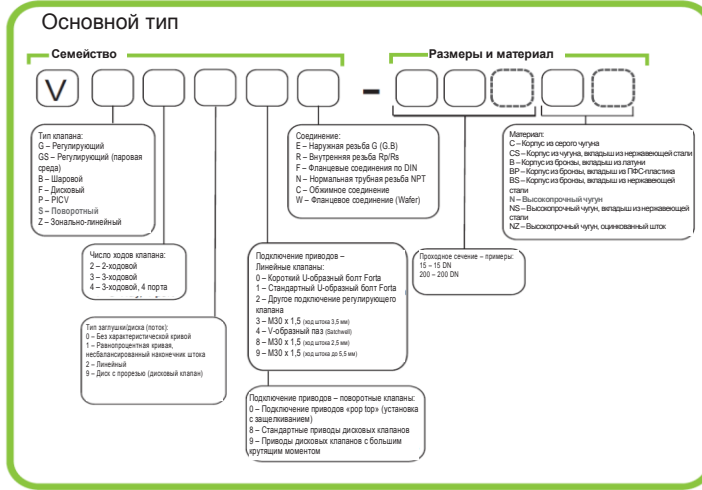 Основной тип
Семейство
Размеры и материал
V
–
Тип клапана:
G – Регулирующий
GS – Регулирующий (паровая
среда)
B – Шаровой
F – Дисковый
P – PICV
S – Поворотный
Z – Зонально-линейный
Соединение:
E – Наружная резьба G (G.B)
R – Внутренняя резьба Rp/Rs
F – Фланцевые соединения по DIN
N – Нормальная трубная резьба NPT
C – Обжимное соединение
W – Фланцевое соединение (Wafer)
Материал:
C – Корпус из серого чугуна
CS – Корпус из чугуна, вкладыш из нержавеющей стали
B – Корпус из бронзы, вкладыш из латуни
BP – Корпус из бронзы, вкладыш из ПФС-пластика
BS – Корпус из бронзы, вкладыш из нержавеющей
стали
N – Высокопрочный чугун
NS – Высокопрочный чугун, вкладыш из нержавеющей
стали
NZ – Высокопрочный чугун, оцинкованный шток
Число ходов клапана:
2 – 2-ходовой
3 – 3-ходовой
4 – 3-ходовой, 4 порта
Подключение приводов –
Линейные клапаны:
0 – Короткий U-образный болт Forta
1 – Стандартный U-образный болт Forta
2 – Другое подключение регулирующего
клапана
3 – M30 x 1,5 (ход штока 3,5 мм)
4 – V-образный паз (Satchwell)
8 – M30 x 1,5 (ход штока 2,5 мм)
9 – M30 x 1,5 (ход штока до 5,5 мм)
Проходное сечение – примеры:
15 – 15 DN
200 – 200 DN
Тип заглушки/диска (поток):
0 – Без характеристической кривой
1 – Равнопроцентная кривая,
несбалансированный наконечник штока
2 – Линейный
9 – Диск с прорезью (дисковый клапан)
Подключение приводов – поворотные клапаны:
0 – Подключение приводов «pop top» (установка
с защелкиванием)
8 – Стандартные приводы дисковых клапанов
9 – Приводы дисковых клапанов с большим
крутящим моментом